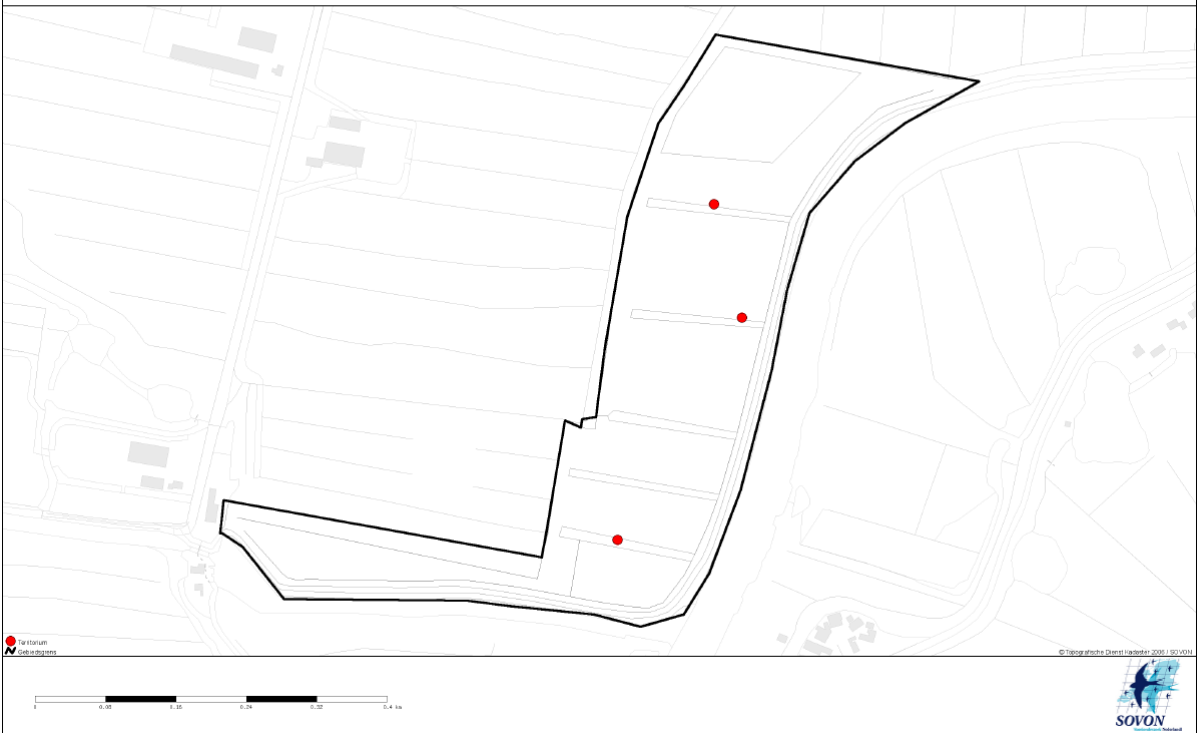 Territorium
Gebiedsgrens
© Topografische Dienst Kadaster 2006 / SOVON
0 0.08 0.16 0.24 0.32 0.4 km
SOVON